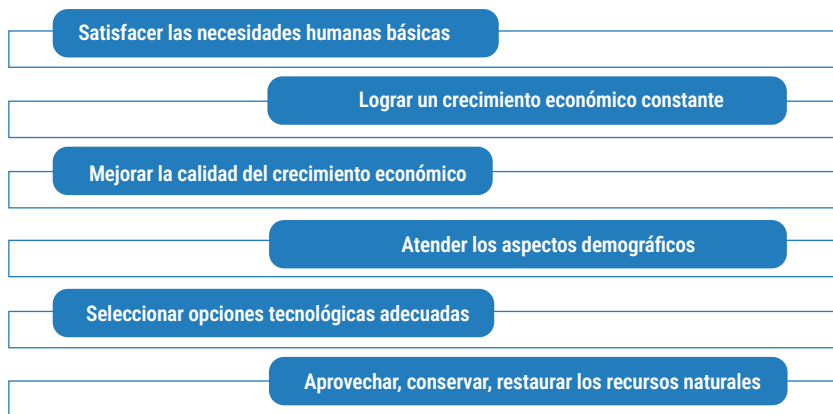 Satisfacer las necesidades humanas básicas
Lograr un crecimiento económico constante
Mejorar la calidad del crecimiento económico
Atender los aspectos demográficos
Seleccionar opciones tecnológicas adecuadas
Aprovechar, conservar, restaurar los recursos naturales